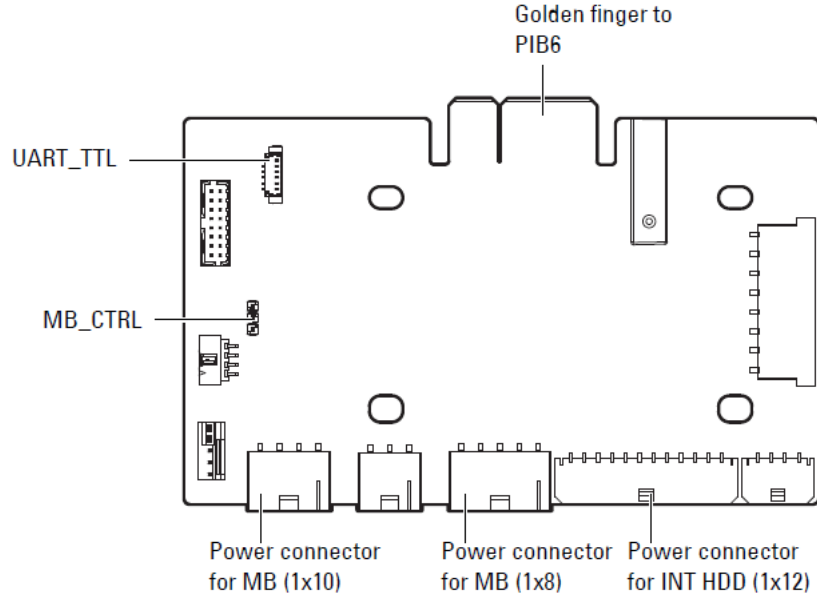 Golden finger to
PIB6
UART_TTL
MB_CTRL
Power connector
for MB (1x10)
Power connector
for MB (1x8)
Power connector
for INT HDD (1x12)